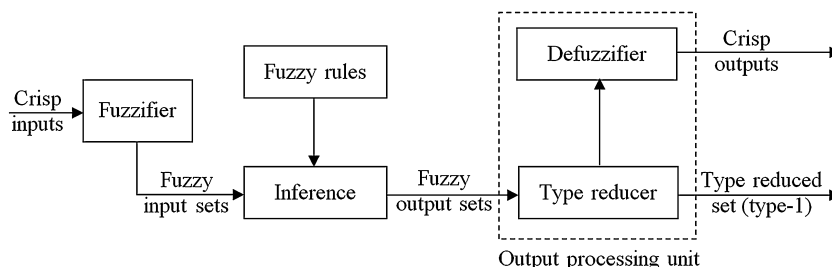 Crisp
inputs
Fuzzifier
Fuzzy rules
Fuzzy
input sets
Inference
Fuzzy
output sets
Defuzzifier
Crisp
outputs
Type reducer
Type reduced
set (type-1)
Output processing unit